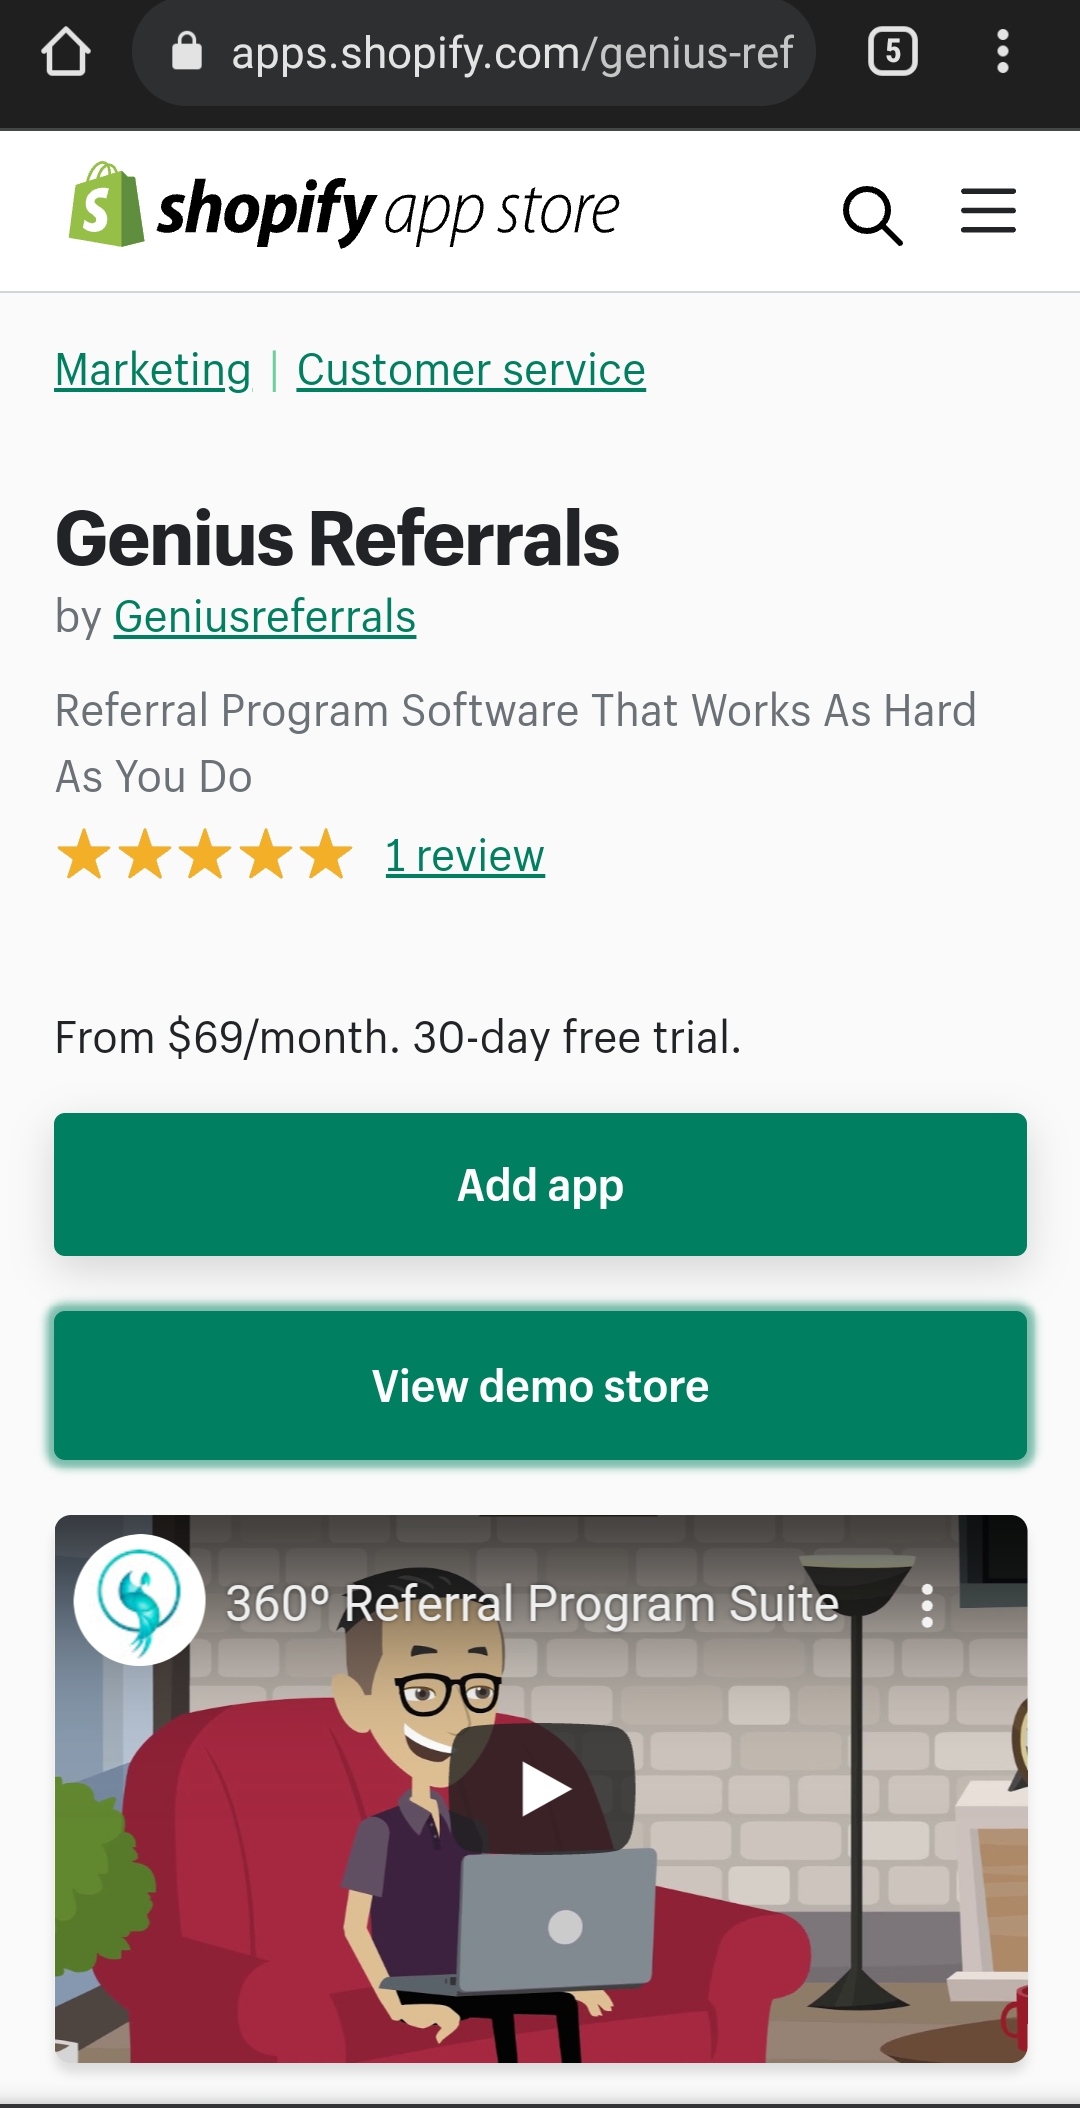 apps.shopify.com/genius-ref
5
shopify app store
Marketing | Customer service
Genius Referrals
by Geniusreferrals
Referral Program Software That Works As Hard
As You Do
1 review
From $69/month. 30-day free trial.
Add app
View demo store
360º Referral Program Suite